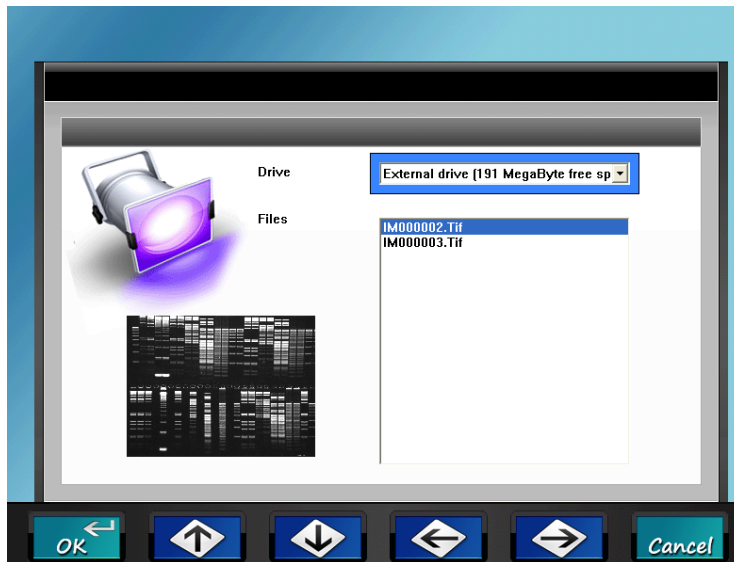 Drive
External drive (191 MegaByte free sp
Files
IM000002.Tif
IM000003.Tif
OK
Cancel